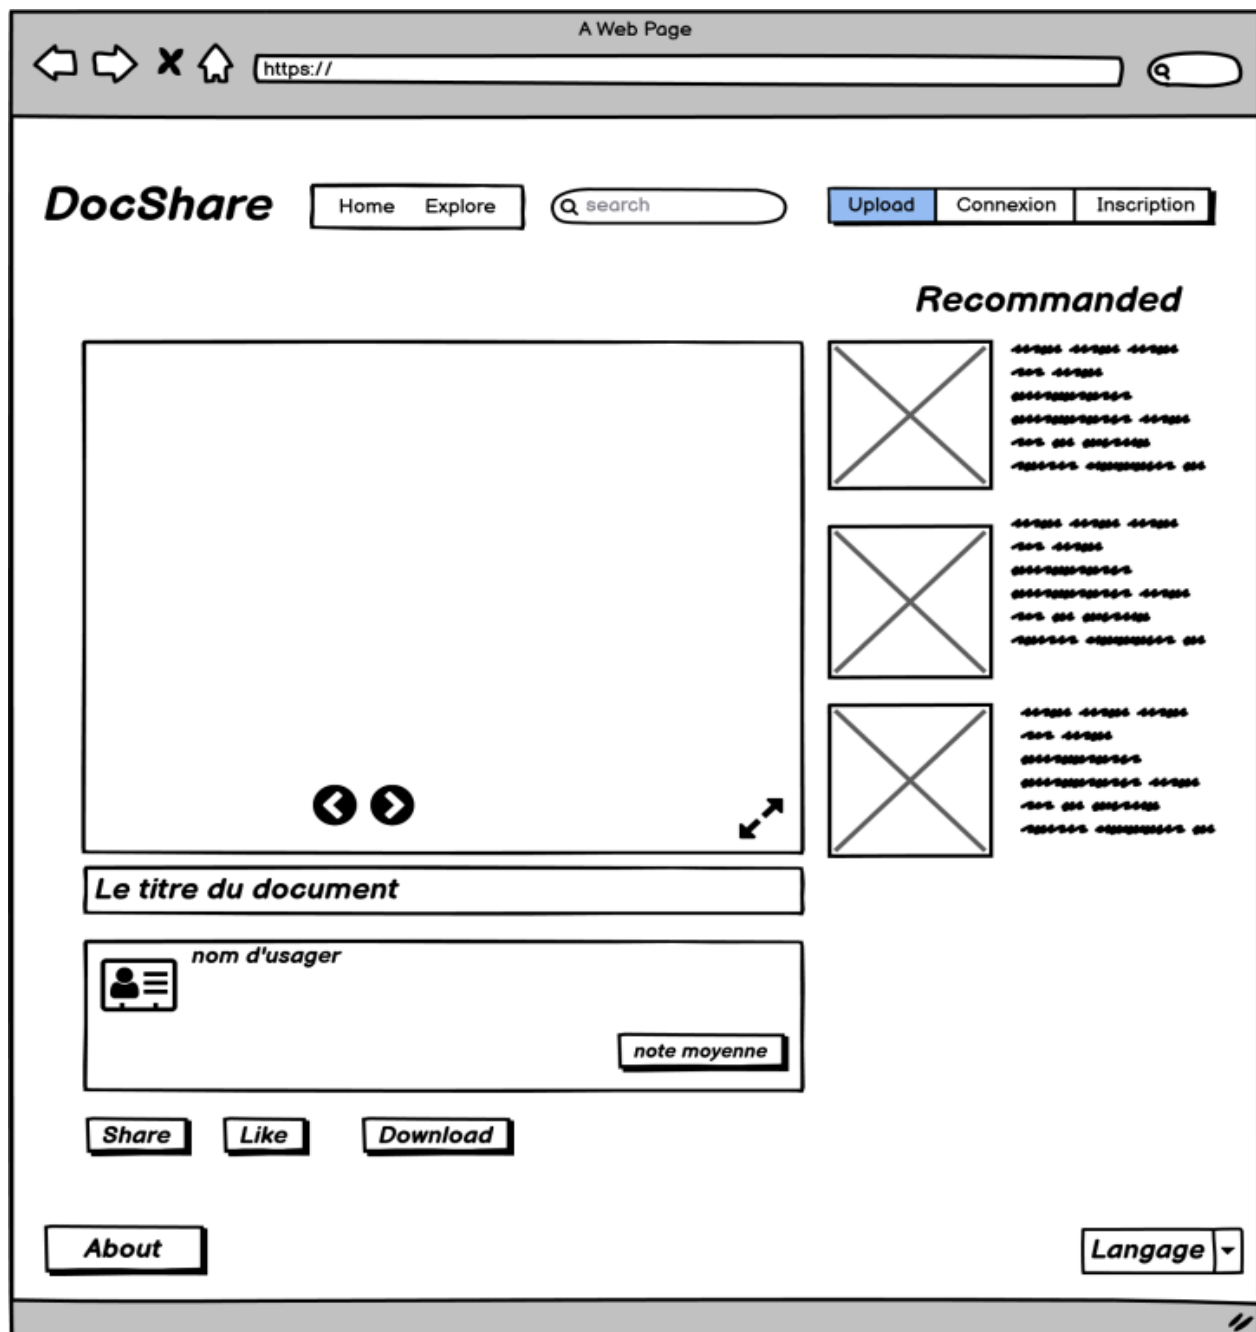 A Web Page
https://
DocShare
Home Explore
search
Upload Connexion Inscription
Recommanded
Le titre du document
nom d'usager
note moyenne
Share Like Download
About
Langage